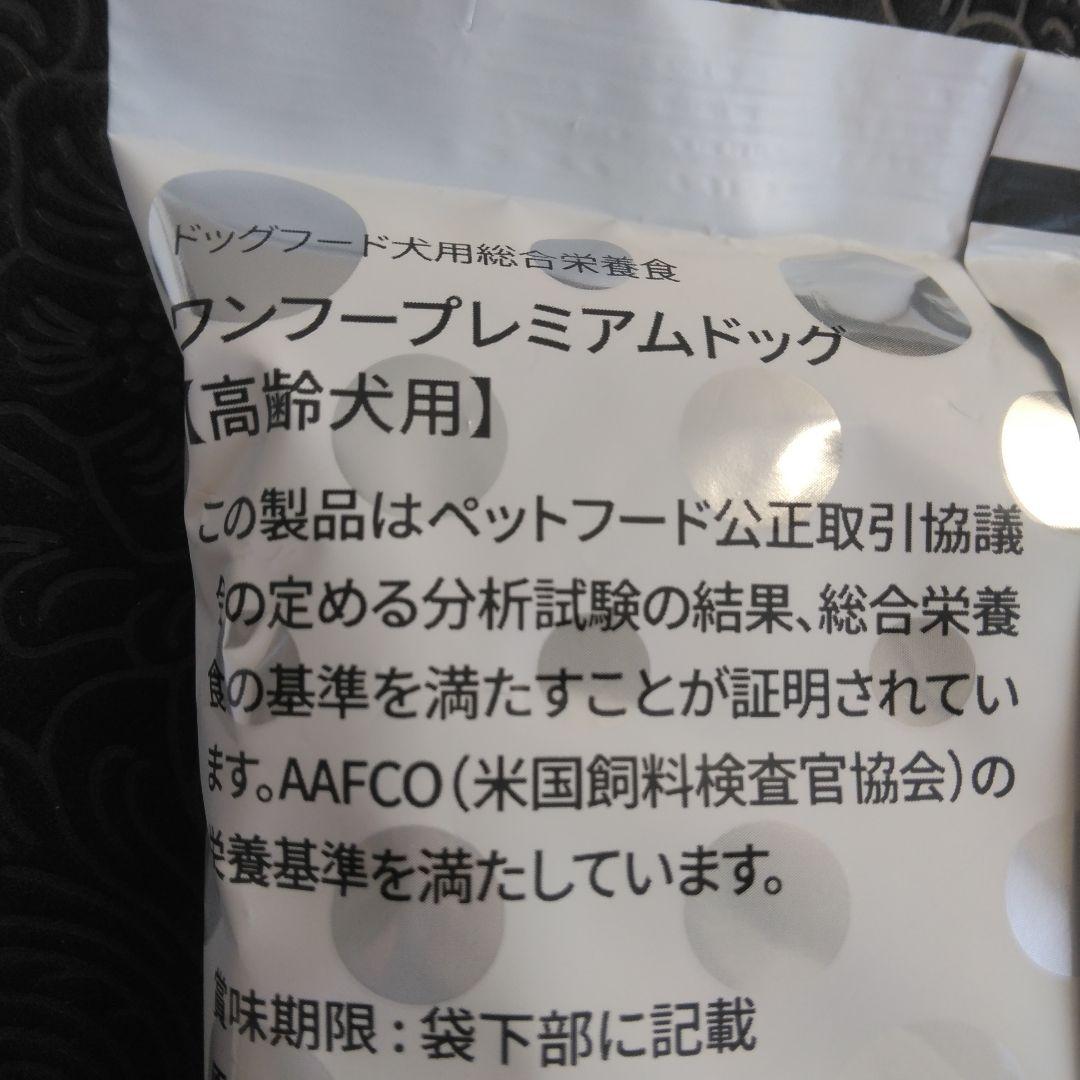 ドッグフード犬用総合栄養食
ワンフープレミアムドッグ
【高齢犬用】
この製品はペットフード公正取引協議
会の定める分析試験の結果、総合栄養
食の基準を満たすことが証明されてい
ます。AAFCO（米国飼料検査官協会）の
栄養基準を満たしています。
賞味期限：袋下部に記載